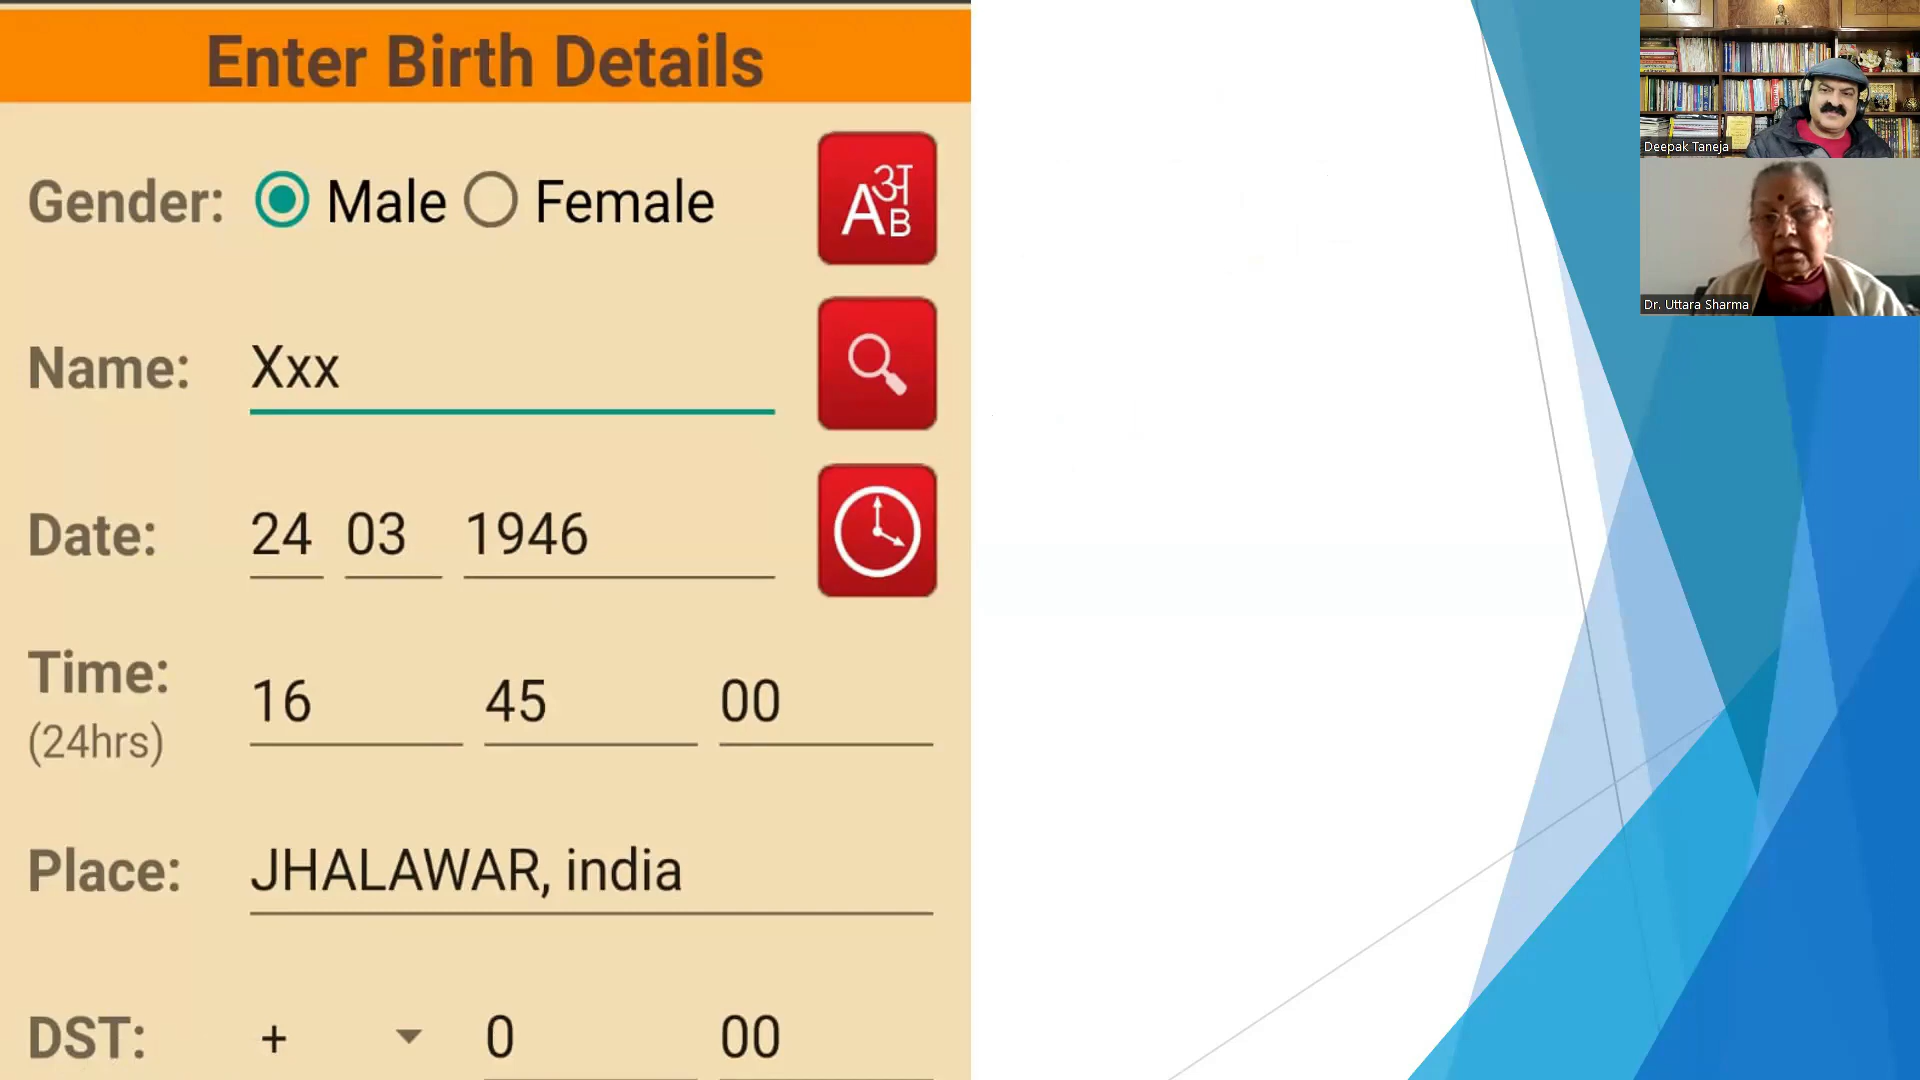 Enter Birth Details
Gender: Male Female
अ
A B
Name: Xxx
Date: 24 03 1946
Time: 16 45 00
(24hrs)
Place: JHALAWAR, india
DST: + 0 00
Deepak Taneja
Dr. Uttara Sharma